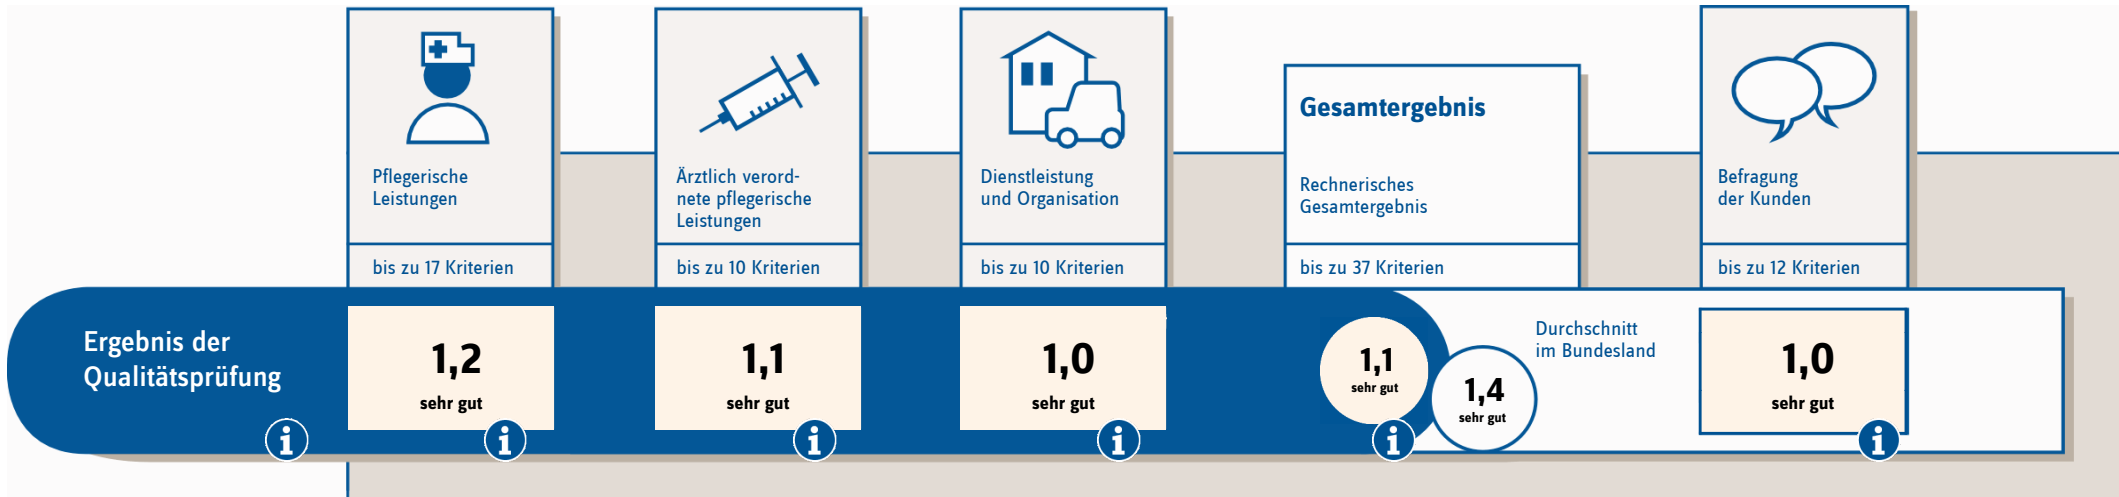 Pflegerische
Leistungen
bis zu 17 Kriterien
Ärztlich verord-
nete pflegerische
Leistungen
bis zu 10 Kriterien
Dienstleistung
und Organisation
bis zu 10 Kriterien
Gesamtergebnis
Rechnerisches
Gesamtergebnis
bis zu 37 Kriterien
Befragung
der Kunden
bis zu 12 Kriterien
Ergebnis der
Qualitätsprüfung
i
1,2
sehr gut
i
1,1
sehr gut
i
1,0
sehr gut
i
1,1
sehr gut
i
1,4
sehr gut
Durchschnitt
im Bundesland
1,0
sehr gut
i